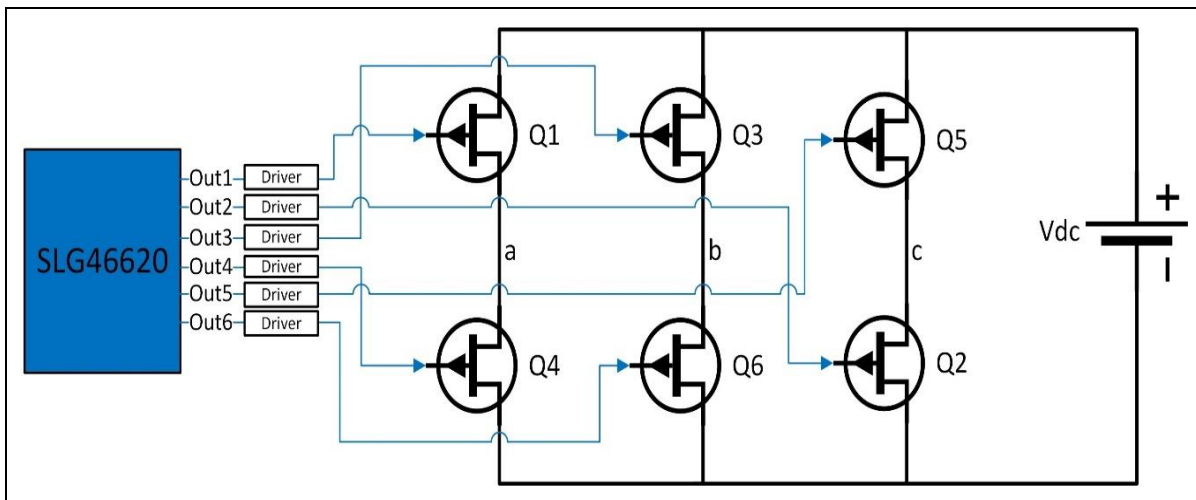 SLG46620
Out1 Driver
Out2 Driver
Out3 Driver
Out4 Driver
Out5 Driver
Out6 Driver
Q1
Q3
Q5
a
b
c
Vdc
+
-
Q4
Q6
Q2